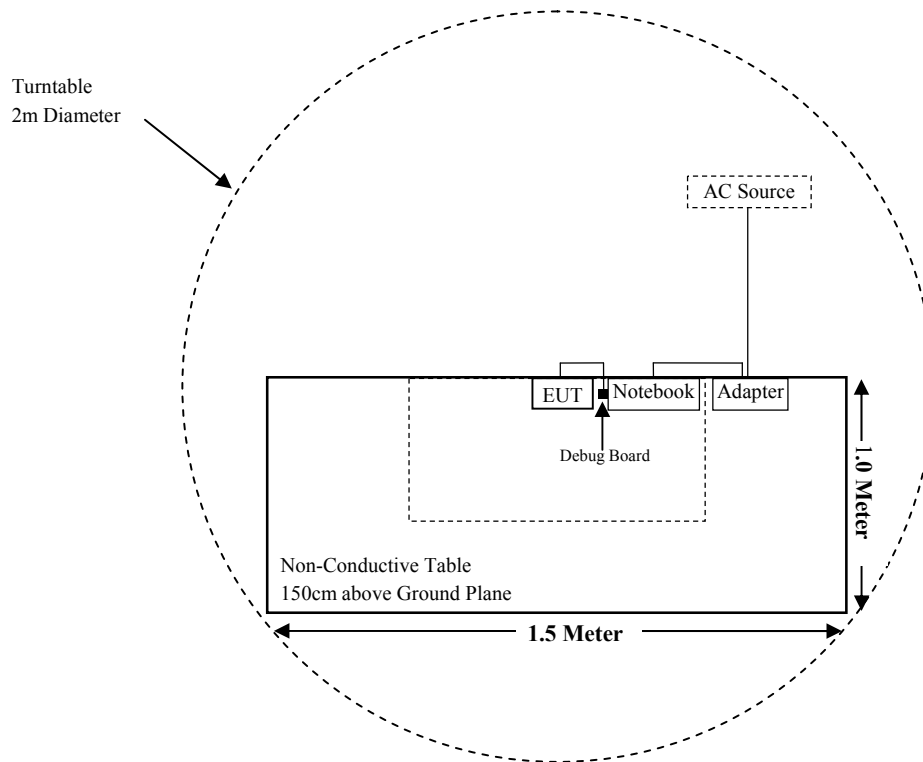 Turntable
2m Diameter
AC Source
EUT
Notebook
Adapter
Debug Board
1.0 Meter
Non-Conductive Table
150cm above Ground Plane
1.5 Meter